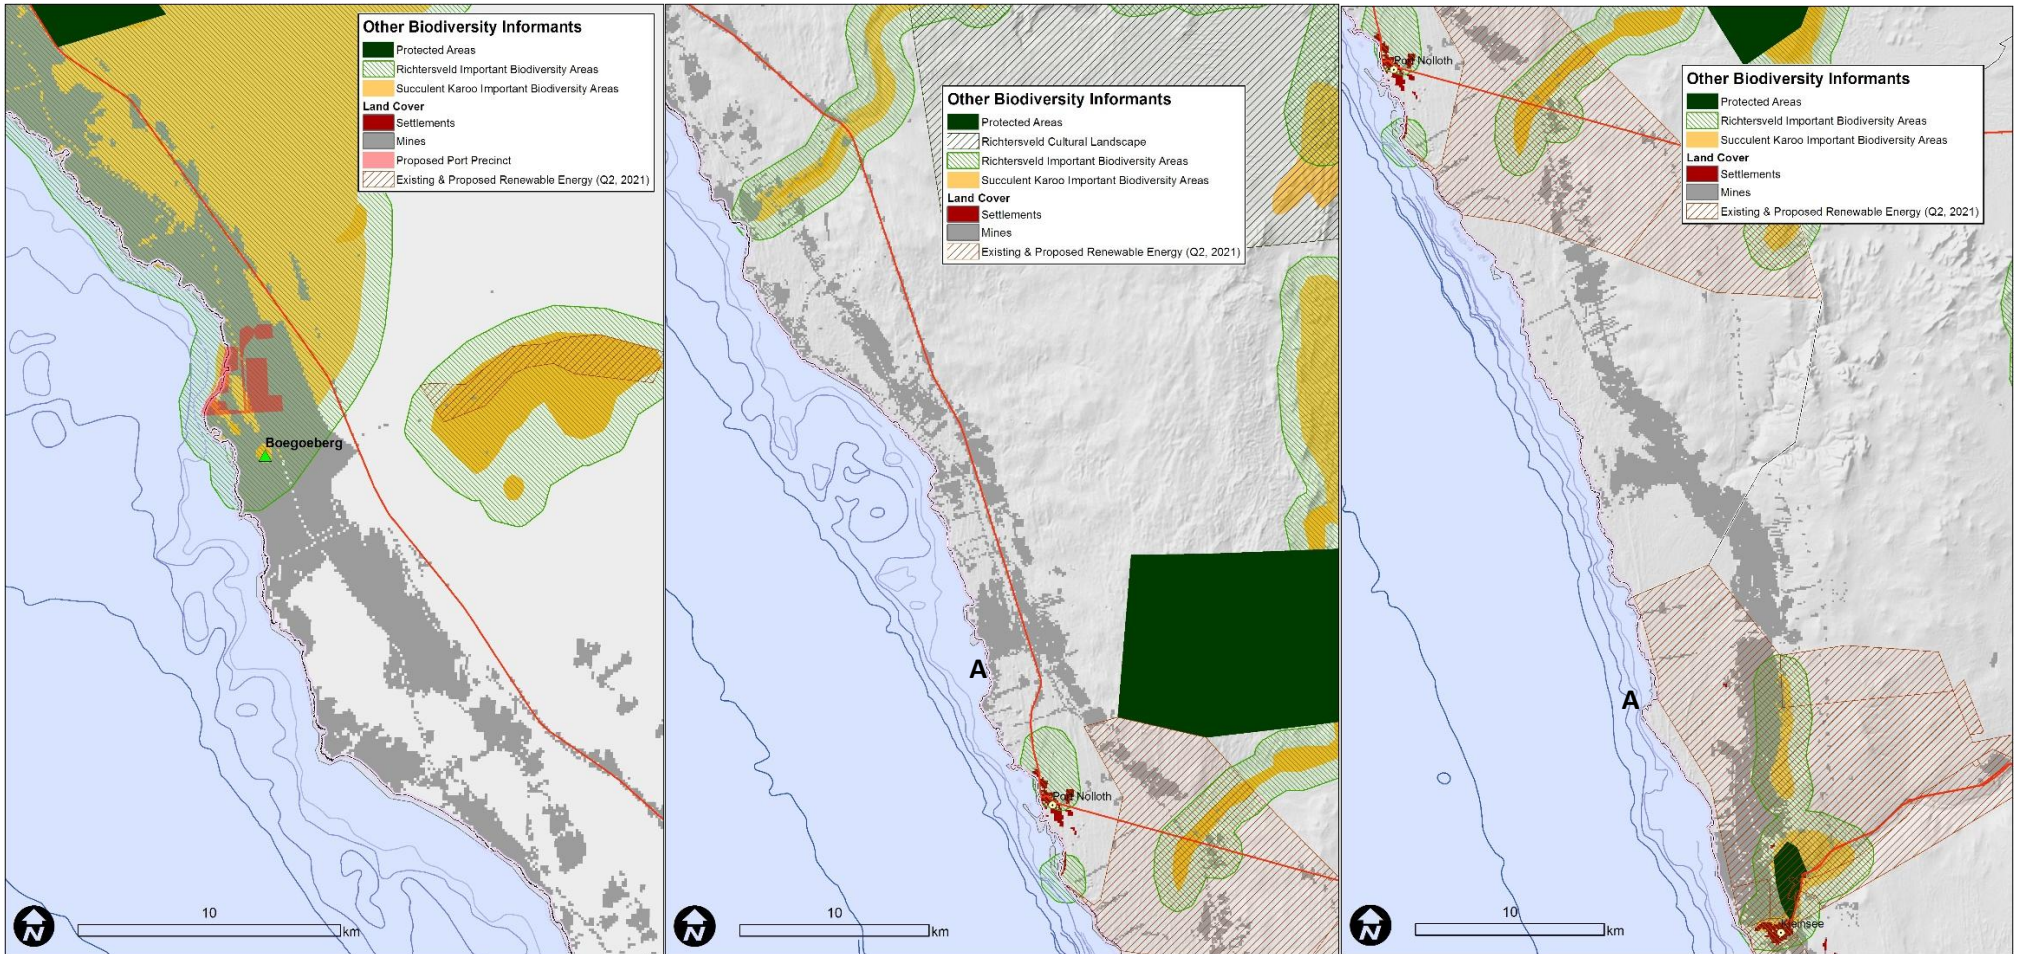 Other Biodiversity Informants
Protected Areas
Richtersveld Important Biodiversity Areas
Succulent Karoo Important Biodiversity Areas
Land Cover
Settlements
Mines
Proposed Port Precinct
Existing & Proposed Renewable Energy (Q2, 2021)
Boegoeberg
N
10
km
Other Biodiversity Informants
Protected Areas
Richtersveld Cultural Landscape
Richtersveld Important Biodiversity Areas
Succulent Karoo Important Biodiversity Areas
Land Cover
Settlements
Mines
Existing & Proposed Renewable Energy (Q2, 2021)
A
Port Nolloth
N
10
km
Port Nolloth
Other Biodiversity Informants
Protected Areas
Richtersveld Important Biodiversity Areas
Succulent Karoo Important Biodiversity Areas
Land Cover
Settlements
Mines
Existing & Proposed Renewable Energy (Q2, 2021)
A
Kleinsee
N
10
km